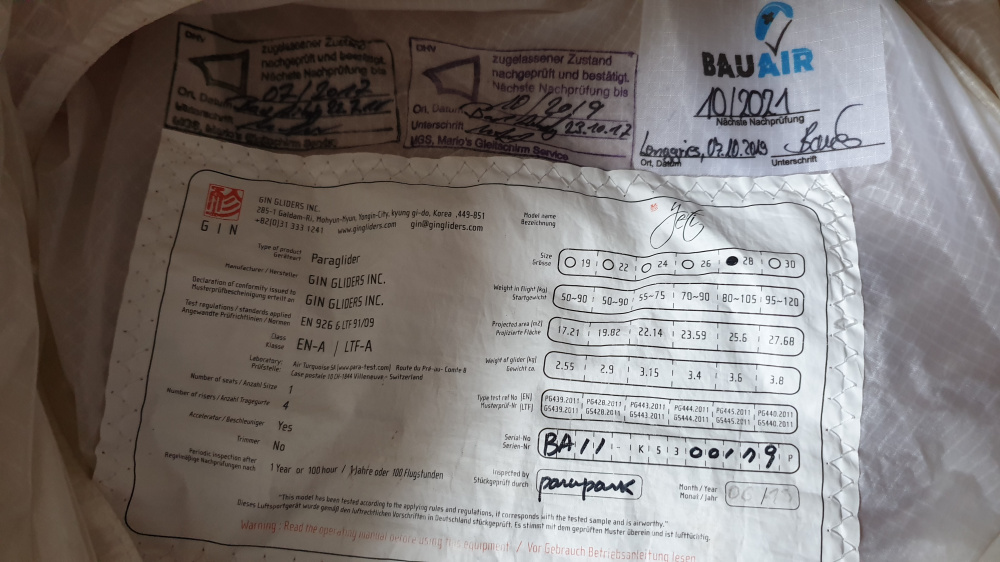 DHV
zugelassener Zustand
nachgeprüft und bestätigt.
Nächste Nachprüfung bis
07/2017
Ort, Datum
Unterschrift
MGS, Mario's Gleitschirm Service
DHV
zugelassener Zustand
nachgeprüft und bestätigt.
Nächste Nachprüfung bis
10/2019
Ort, Datum 23.10.17
Unterschrift
MGS, Mario's Gleitschirm Service
BAUAIR
10/2021
Nächste Nachprüfung
Lenggries, 07.10.2019
Ort, Datum Unterschrift
GIN
GIN GLIDERS INC.
285-1 Galdam-Ri, Mohyun-Myun, Yongin-City, kyung gi-do, Korea ,449-851
+82(0)31 333 1241 www.gingliders.com gin@gingliders.com
Type of product
Geräteart
Paraglider
Manufacturer / Hersteller
GIN GLIDERS INC.
Declaration of conformity issued to
Musterprüfbescheinigung erteilt an
GIN GLIDERS INC.
Test regulations / standards applied
Angewandte Prüfrichtlinien / Normen
EN 926 & LTF 91/09
Class
Klasse
EN-A / LTF-A
Laboratory:
Prüfstelle:
Air Turquoise SA (www.para-test.com) Route du Pré-au-Comte 8
Case postale 10 CH-1844 Villeneuve - Switzerland
Number of seats / Anzahl Sitze 1
Number of risers / Anzahl Tragegurte 4
Accelerator / Beschleuniger Yes
Trimmer No
Periodic inspection after
Regelmäßige Nachprüfungen nach
1 Year or 100 hour / 1 Jahre oder 100 Flugstunden
Model name
Bezeichnung
Yeti
Size
Grösse
19 22 24 26 28 30
Weight in flight [kg]
Startgewicht
50~90 50~90 55~75 70~90 80~105 95~120
Projected area [m2]
Projizierte Fläche
17.21 19.82 22.14 23.59 25.6 27.68
Weight of glider [kg]
Gewicht ca.
2.55 2.9 3.15 3.4 3.6 3.8
Type test ref No [EN]
Musterprüf-Nr [LTF]
PG439.2011 PG428.2011 PG443.2011 PG444.2011 PG445.2011 PG440.2011
GS439.2011 GS428.2011 GS443.2011 GS444.2011 GS445.2011 GS440.2011
Serial-No
Serien-Nr
BA11-K53 00119 P
Inspected by
Stückgeprüft durch
parapark
Month / Year
Monat / Jahr
06/13
"This model has been tested according to the applying rules and regulations, it corresponds with the tested sample and is airworthy."
Dieses Luftsportgerät wurde gemäß den luftrechtlichen Vorschriften in Deutschland stückgeprüft. Es stimmt mit dem geprüften Muster überein und ist lufttüchtig.
Warning : Read the operating manual before using this equipment / Vor Gebrauch Betriebsanleitung lesen